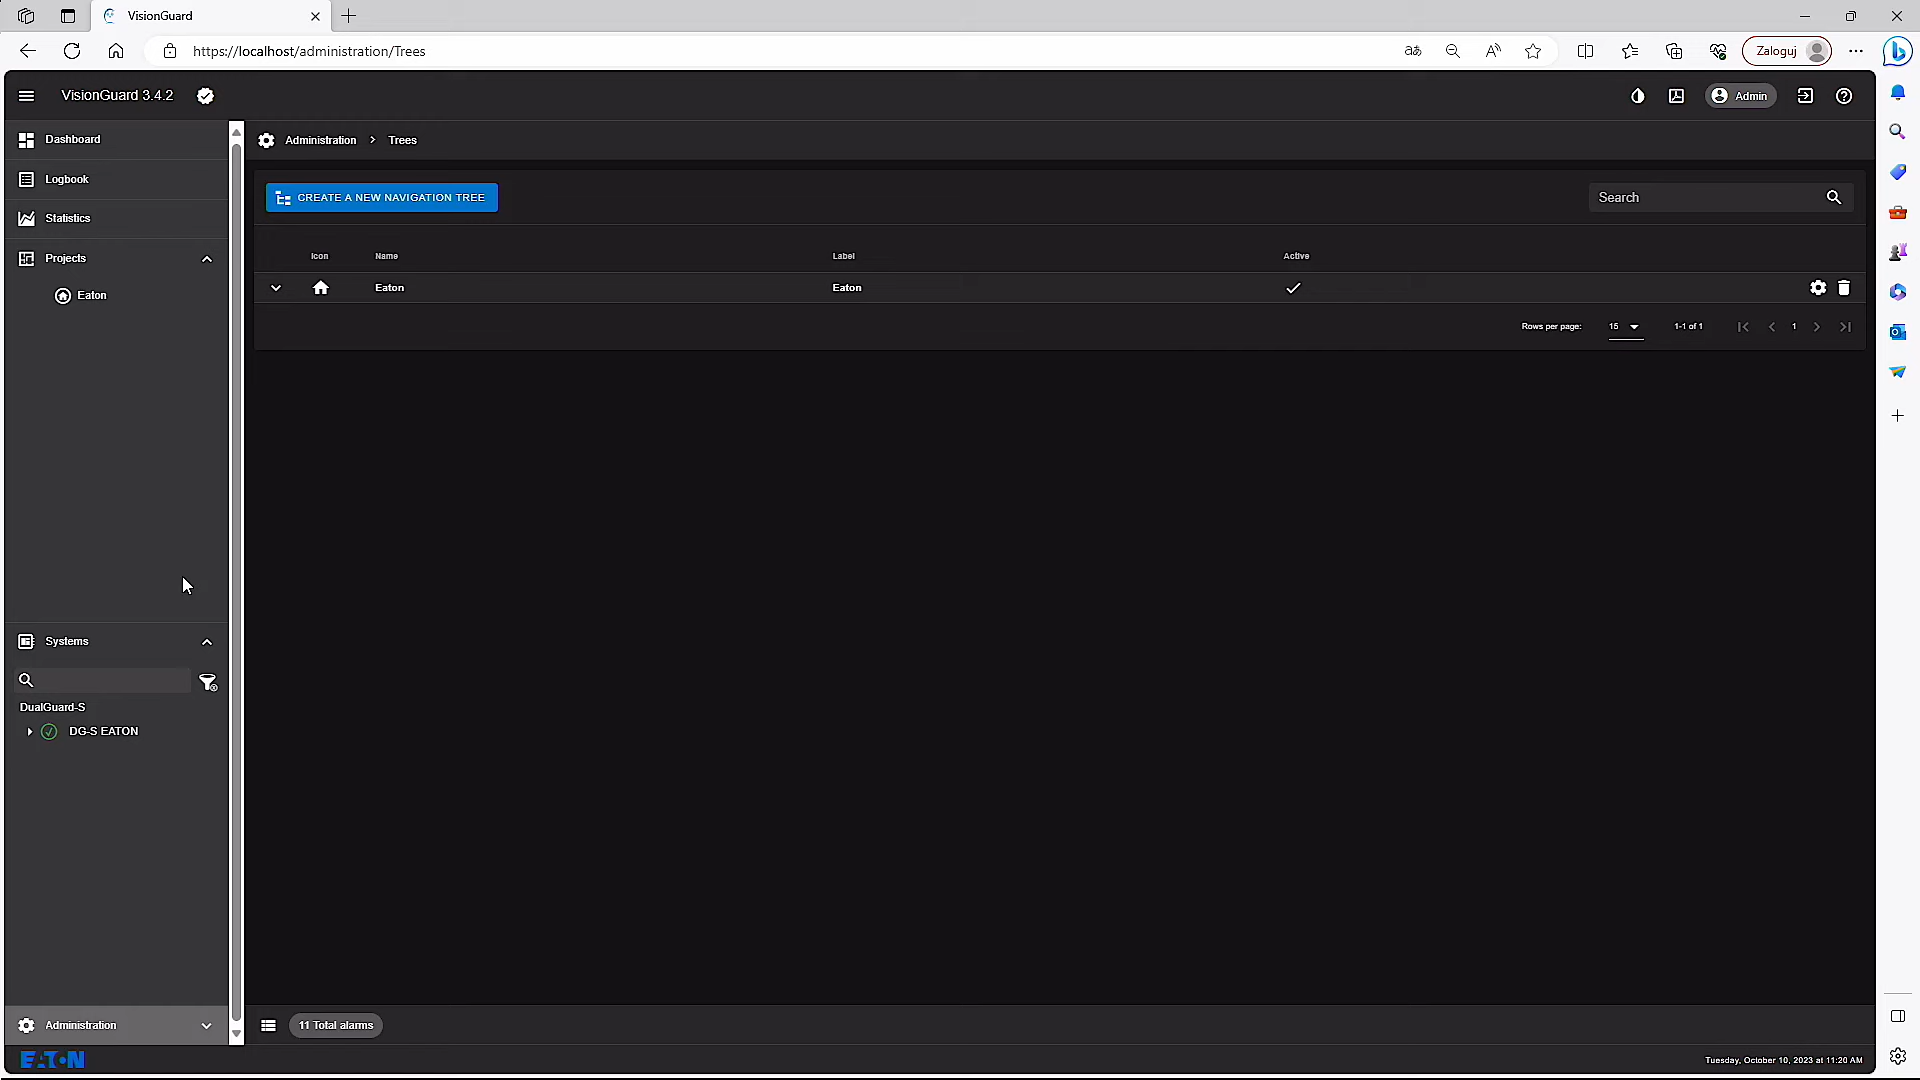 VisionGuard
https://localhost/administration/Trees
Zaloguj
VisionGuard 3.4.2
Admin
Dashboard
Administration > Trees
Logbook
CREATE A NEW NAVIGATION TREE
Search
Statistics
Icon Name Label Active
Projects
Eaton Eaton
Eaton
Rows per page: 15 1-1 of 1 1
Systems
DualGuard-S
DG-S EATON
Administration
11 Total alarms
EATON
Tuesday, October 10, 2023 at 11:20 AM